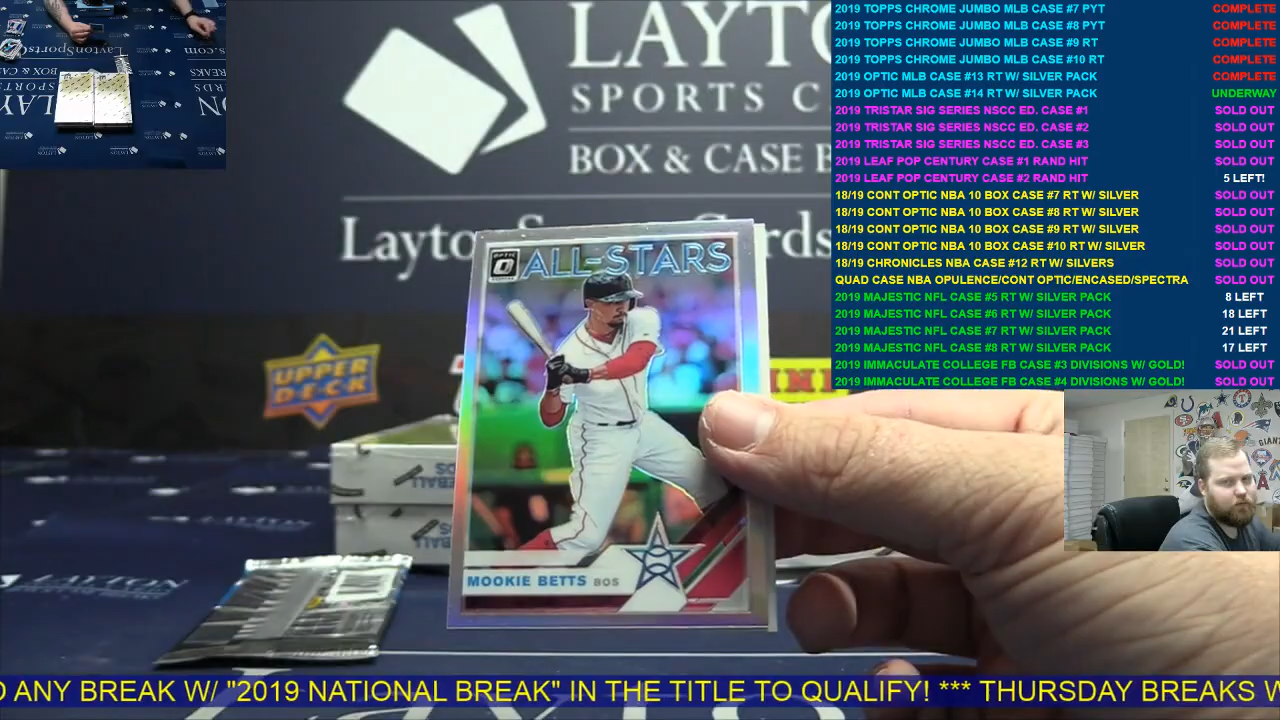 LAYTO
SPORTS C
BOX & CASE B
Layto
rds
2019 TOPPS CHROME JUMBO MLB CASE #7 PYT COMPLETE
2019 TOPPS CHROME JUMBO MLB CASE #8 PYT COMPLETE
2019 TOPPS CHROME JUMBO MLB CASE #9 RT COMPLETE
2019 TOPPS CHROME JUMBO MLB CASE #10 RT COMPLETE
2019 OPTIC MLB CASE #13 RT W/ SILVER PACK COMPLETE
2019 OPTIC MLB CASE #14 RT W/ SILVER PACK UNDERWAY
2019 TRISTAR SIG SERIES NSCC ED. CASE #1 SOLD OUT
2019 TRISTAR SIG SERIES NSCC ED. CASE #2 SOLD OUT
2019 TRISTAR SIG SERIES NSCC ED. CASE #3 SOLD OUT
2019 LEAF POP CENTURY CASE #1 RAND HIT SOLD OUT
2019 LEAF POP CENTURY CASE #2 RAND HIT 5 LEFT!
18/19 CONT OPTIC NBA 10 BOX CASE #7 RT W/ SILVER SOLD OUT
18/19 CONT OPTIC NBA 10 BOX CASE #8 RT W/ SILVER SOLD OUT
18/19 CONT OPTIC NBA 10 BOX CASE #9 RT W/ SILVER SOLD OUT
18/19 CONT OPTIC NBA 10 BOX CASE #10 RT W/ SILVER SOLD OUT
18/19 CHRONICLES NBA CASE #12 RT W/ SILVERS SOLD OUT
QUAD CASE NBA OPULENCE/CONT OPTIC/ENCASED/SPECTRA SOLD OUT
2019 MAJESTIC NFL CASE #5 RT W/ SILVER PACK 8 LEFT
2019 MAJESTIC NFL CASE #6 RT W/ SILVER PACK 18 LEFT
2019 MAJESTIC NFL CASE #7 RT W/ SILVER PACK 21 LEFT
2019 MAJESTIC NFL CASE #8 RT W/ SILVER PACK 17 LEFT
2019 IMMACULATE COLLEGE FB CASE #3 DIVISIONS W/ GOLD! SOLD OUT
2019 IMMACULATE COLLEGE FB CASE #4 DIVISIONS W/ GOLD! SOLD OUT
OPTIC
ALL-STARS
UPPER
DECK
MOOKIE BETTS BOS
GIANTS
O ANY BREAK W/ "2019 NATIONAL BREAK" IN THE TITLE TO QUALIFY! *** THURSDAY BREAKS W